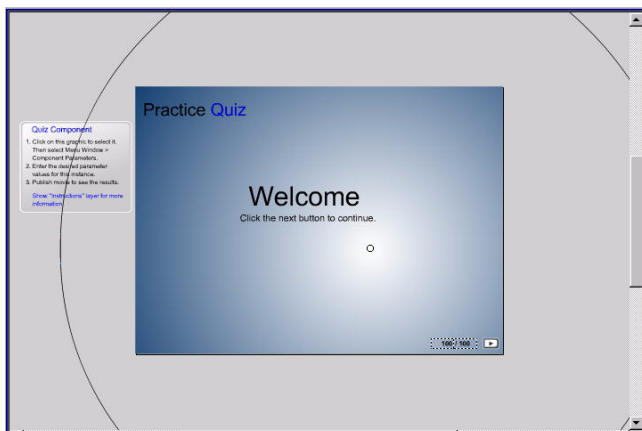 Practice Quiz
Quiz Component
1. Click on this graphic to select it.
Then select Menu Window >
Component Parameters.
2. Enter the desired parameter
values for this instance.
3. Publish movie to see the results.
Show "Instructions" layer for more
information.
Welcome
Click the next button to continue.
100 / 100